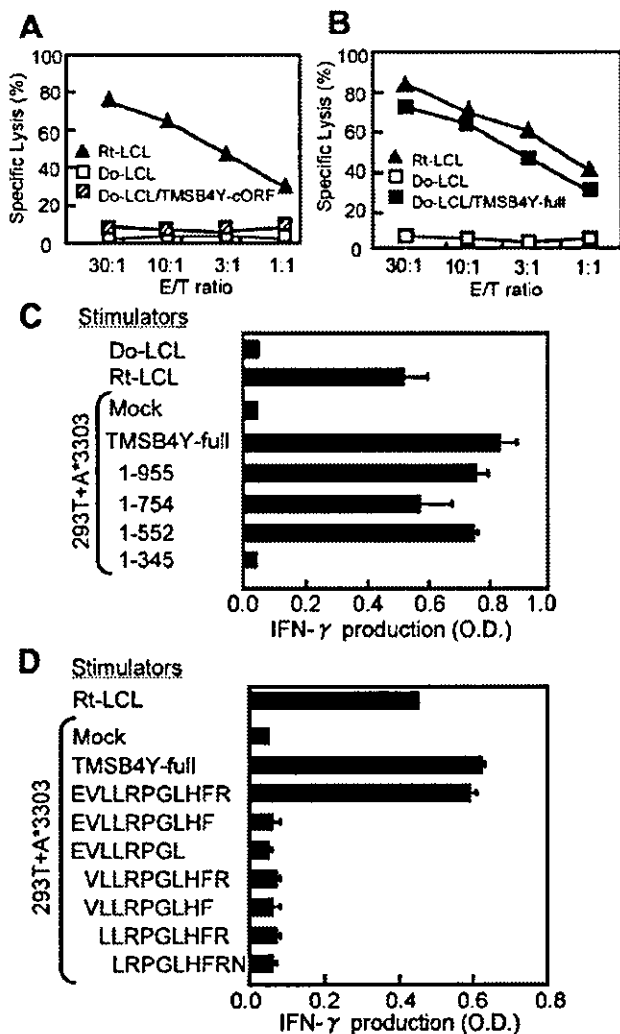 A
Specific Lysis (%)
100
80
60
40
20
0
Rt-LCL
Do-LCL
Do-LCL/TMSB4Y-cORF
30:1 10:1 3:1 1:1
E/T ratio
B
Specific Lysis (%)
100
80
60
40
20
0
Rt-LCL
Do-LCL
Do-LCL/TMSB4Y-full
30:1 10:1 3:1 1:1
E/T ratio
C
Stimulators
Do-LCL
Rt-LCL
293T+A*3303
Mock
TMSB4Y-full
1-955
1-754
1-552
1-345
0.0 0.2 0.4 0.6 0.8 1.0
IFN-γ production (O.D.)
D
Stimulators
Rt-LCL
293T+A*3303
Mock
TMSB4Y-full
EVLLRPGLHFR
EVLLRPGLHF
EVLLRPGL
VLLRPGLHFR
VLLRPGLHF
LLRPGLHFR
LRPGLHFRN
0.0 0.2 0.4 0.6 0.8
IFN-γ production (O.D.)